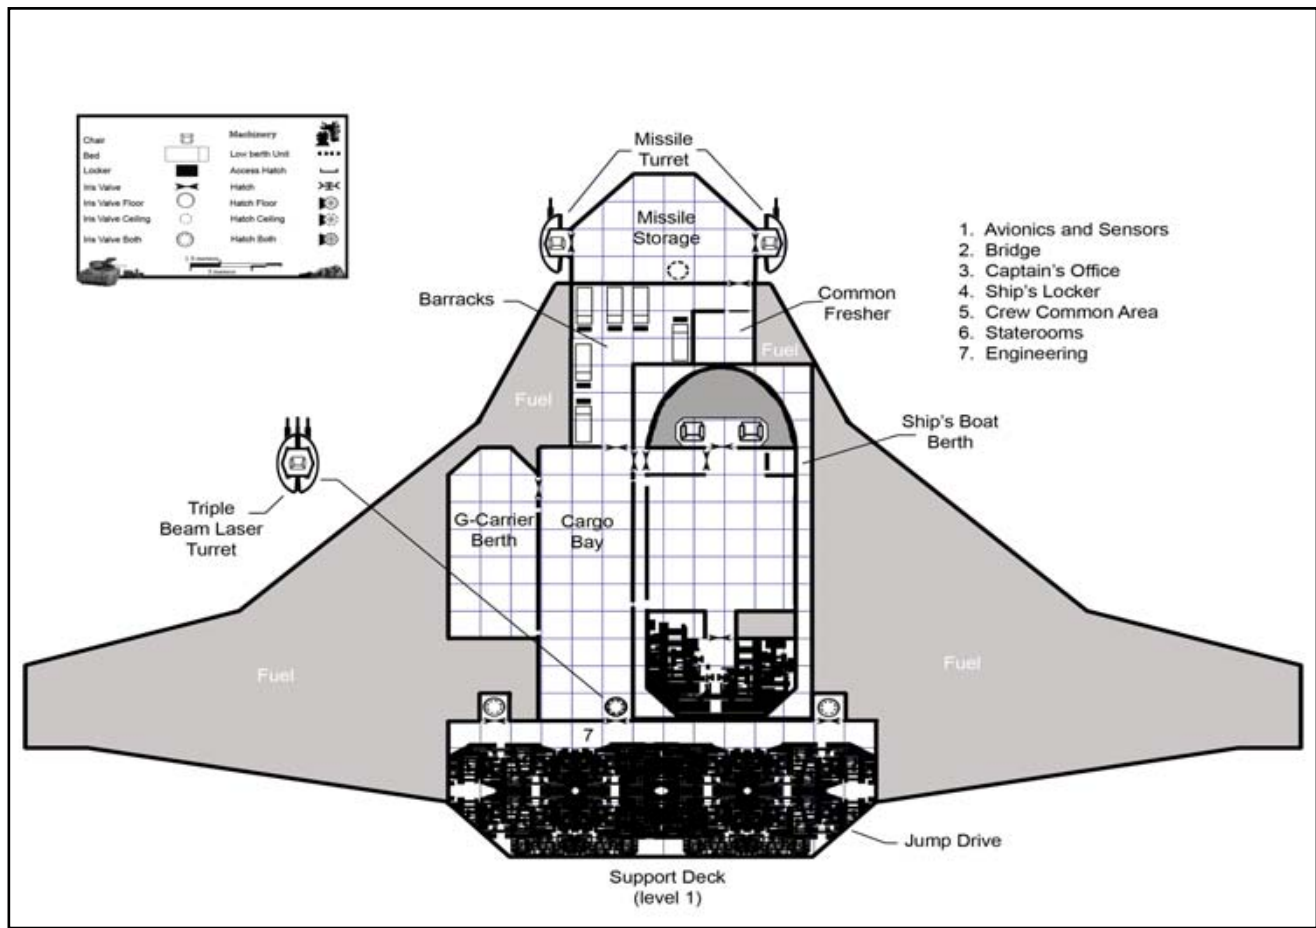 Chair
Bed
Locker
Iris Valve
Iris Valve Floor
Iris Valve Ceiling
Iris Valve Both
Machinery
Low berth Unit
Access Hatch
Hatch
Hatch Floor
Hatch Ceiling
Hatch Both
Missile
Turret
Missile
Storage
Barracks
Common
Fresher
1. Avionics and Sensors
2. Bridge
3. Captain's Office
4. Ship's Locker
5. Crew Common Area
6. Staterooms
7. Engineering
Fuel
Fuel
Ship's Boat
Berth
Triple
Beam Laser
Turret
G-Carrier
Berth
Cargo
Bay
Fuel
Fuel
7
Jump Drive
Support Deck
(level 1)